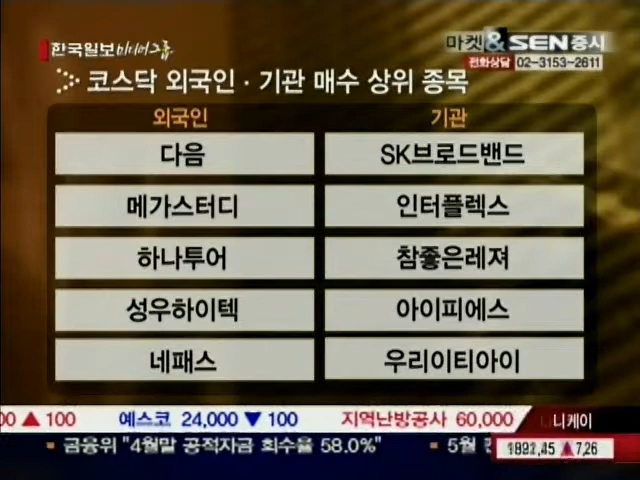 한국일보 미디어그룹
마켓&SEN증시
전화상담 02-3153-2611
코스닥 외국인 · 기관 매수 상위 종목
외국인 기관
다음 SK브로드밴드
메가스터디 인터플렉스
하나투어 참좋은레져
성우하이텍 아이피에스
네패스 우리이티아이
00 ▲ 100 예스코 24,000 ▼ 100 지역난방공사 60,000 니케이
금융위 "4월말 공적자금 회수율 58.0%" 5월